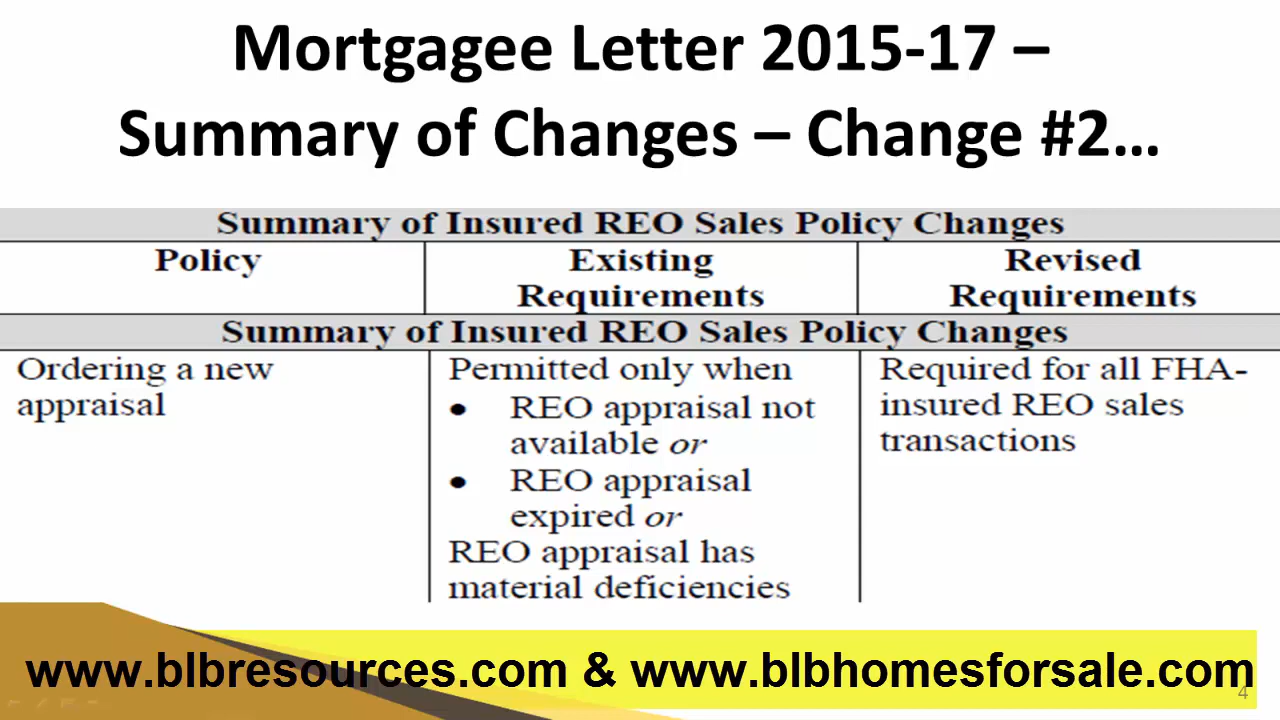 Mortgagee Letter 2015-17 –
Summary of Changes – Change #2…
Summary of Insured REO Sales Policy Changes
Policy
Existing
Requirements
Revised
Requirements
Summary of Insured REO Sales Policy Changes
Ordering a new
appraisal
Permitted only when
● REO appraisal not
available or
● REO appraisal
expired or
REO appraisal has
material deficiencies
Required for all FHA-
insured REO sales
transactions
www.blbresources.com & www.blbhomesforsale.com
4